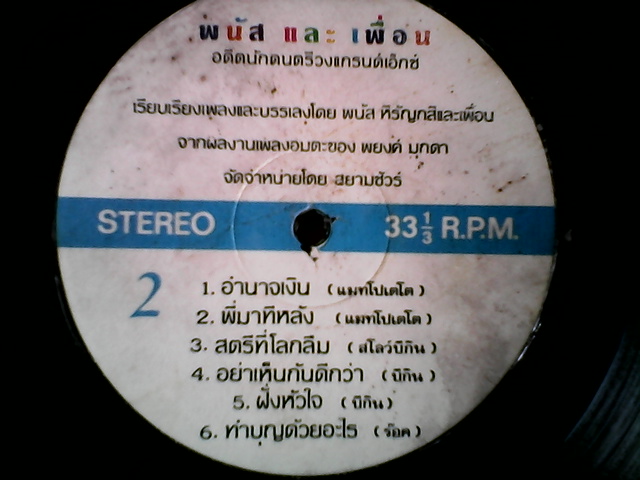 พนัส และ เพื่อน
อดีตนักดนตรีวงแกรนด์เอ็กซ์
เรียบเรียงเพลงและบรรเลงโดย พนัส หิรัญกสิและเพื่อน
จากผลงานเพลงอมตะของ พยงค์ มุกดา
จัดจำหน่ายโดย สยามชัวร์
STEREO 33 1/3 R.P.M.
2
1. อำนาจเงิน (แมทโปเตโต)
2. พี่มาทีหลัง (แมทโปเตโต)
3. สตรีที่โลกลืม (สโลว์บิกิน)
4. อย่าเห็นกันดีกว่า (บิกิน)
5. ฝั่งหัวใจ (บิกิน)
6. ทำบุญด้วยอะไร (ร๊อค)